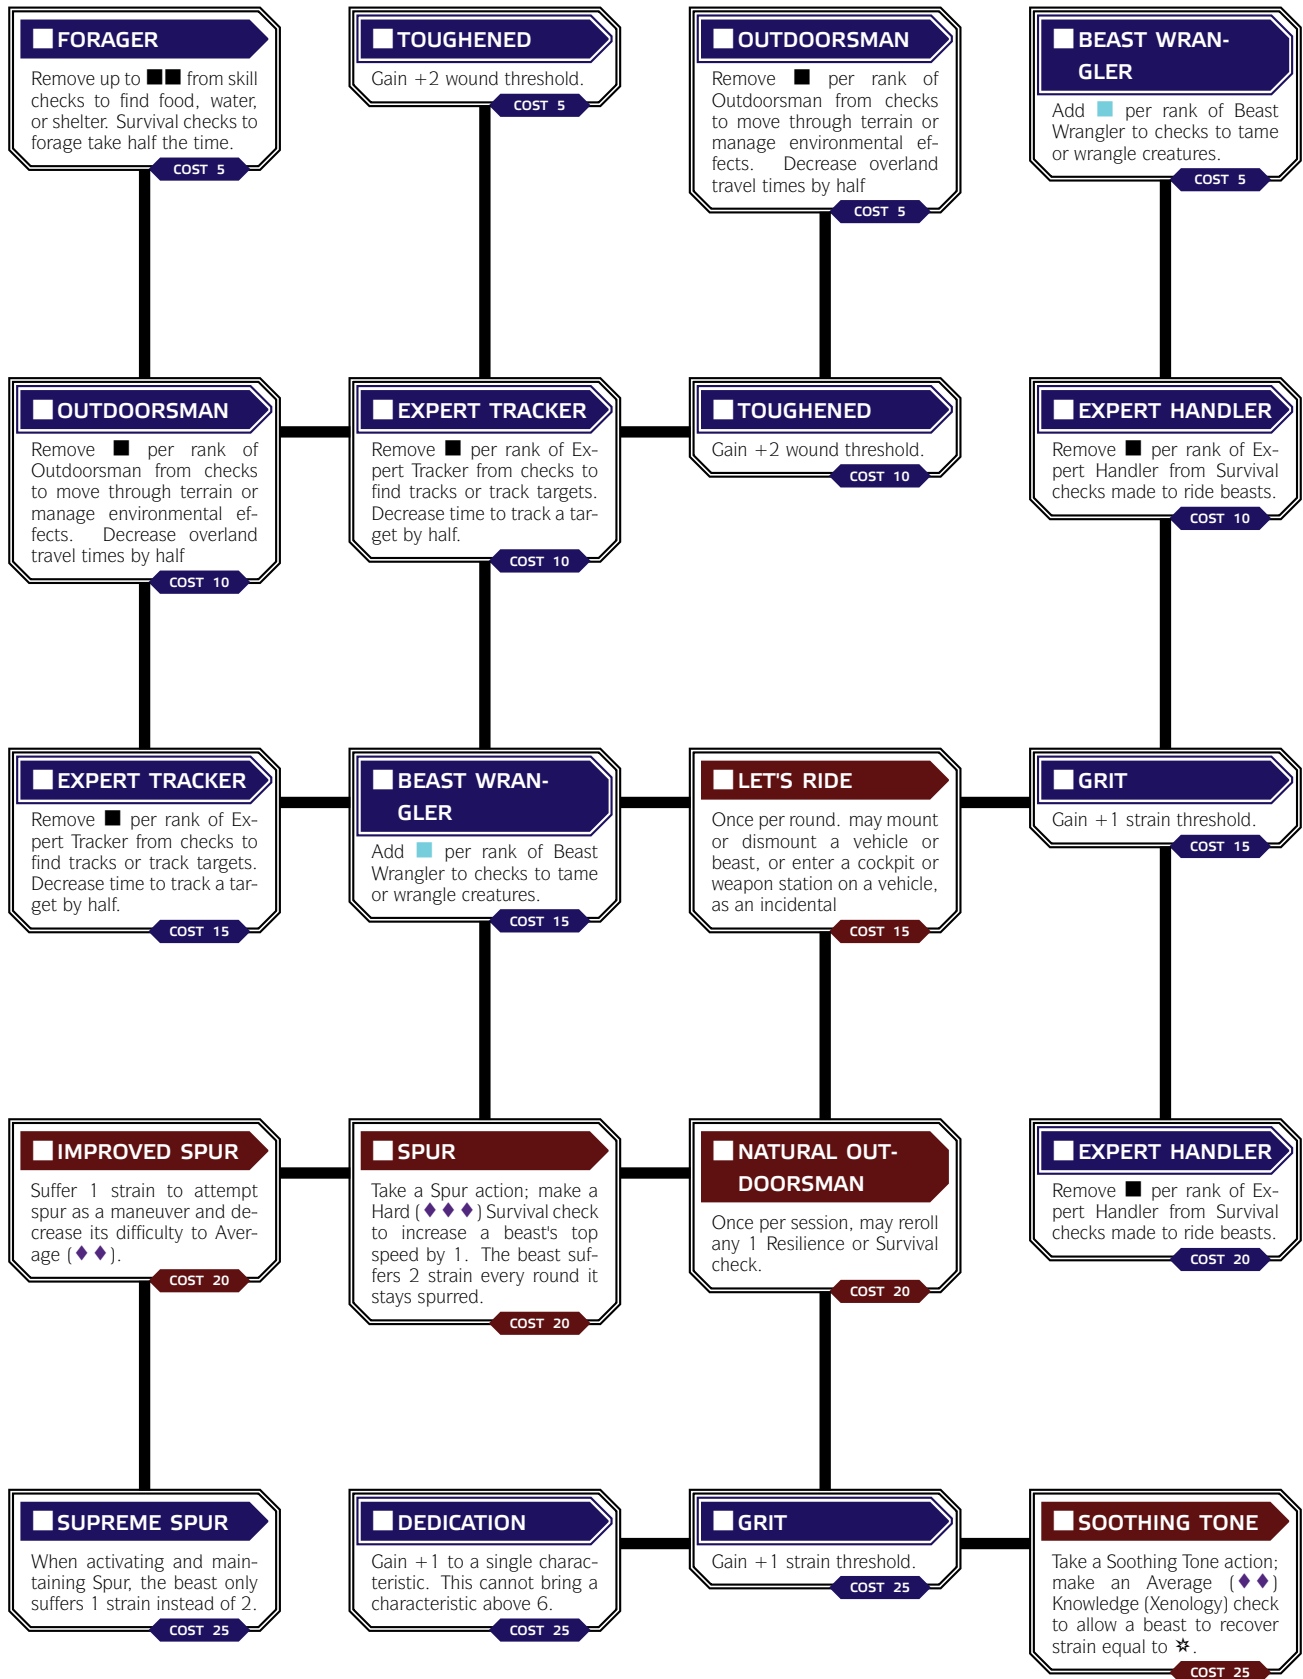 FORAGER
Remove up to ■■ from skill
checks to find food, water,
or shelter. Survival checks to
forage take half the time.
COST 5
TOUGHENED
Gain +2 wound threshold.
COST 5
OUTDOORSMAN
Remove ■ per rank of
Outdoorsman from checks
to move through terrain or
manage environmental ef-
fects. Decrease overland
travel times by half
COST 5
BEAST WRAN-
GLER
Add ■ per rank of Beast
Wrangler to checks to tame
or wrangle creatures.
COST 5
OUTDOORSMAN
Remove ■ per rank of
Outdoorsman from checks
to move through terrain or
manage environmental ef-
fects. Decrease overland
travel times by half
COST 10
EXPERT TRACKER
Remove ■ per rank of Ex-
pert Tracker from checks to
find tracks or track targets.
Decrease time to track a tar-
get by half.
COST 10
TOUGHENED
Gain +2 wound threshold.
COST 10
EXPERT HANDLER
Remove ■ per rank of Ex-
pert Handler from Survival
checks made to ride beasts.
COST 10
EXPERT TRACKER
Remove ■ per rank of Ex-
pert Tracker from checks to
find tracks or track targets.
Decrease time to track a tar-
get by half.
COST 15
BEAST WRAN-
GLER
Add ■ per rank of Beast
Wrangler to checks to tame
or wrangle creatures.
COST 15
LET'S RIDE
Once per round. may mount
or dismount a vehicle or
beast, or enter a cockpit or
weapon station on a vehicle,
as an incidental
COST 15
GRIT
Gain +1 strain threshold.
COST 15
IMPROVED SPUR
Suffer 1 strain to attempt
spur as a maneuver and de-
crease its difficulty to Aver-
age (♦♦).
COST 20
SPUR
Take a Spur action; make a
Hard (♦♦♦) Survival check
to increase a beast's top
speed by 1. The beast suf-
fers 2 strain every round it
stays spurred.
COST 20
NATURAL OUT-
DOORSMAN
Once per session, may reroll
any 1 Resilience or Survival
check.
COST 20
EXPERT HANDLER
Remove ■ per rank of Ex-
pert Handler from Survival
checks made to ride beasts.
COST 20
SUPREME SPUR
When activating and main-
taining Spur, the beast only
suffers 1 strain instead of 2.
COST 25
DEDICATION
Gain +1 to a single charac-
teristic. This cannot bring a
characteristic above 6.
COST 25
GRIT
Gain +1 strain threshold.
COST 25
SOOTHING TONE
Take a Soothing Tone action;
make an Average (♦♦)
Knowledge (Xenology) check
to allow a beast to recover
strain equal to ✲.
COST 25